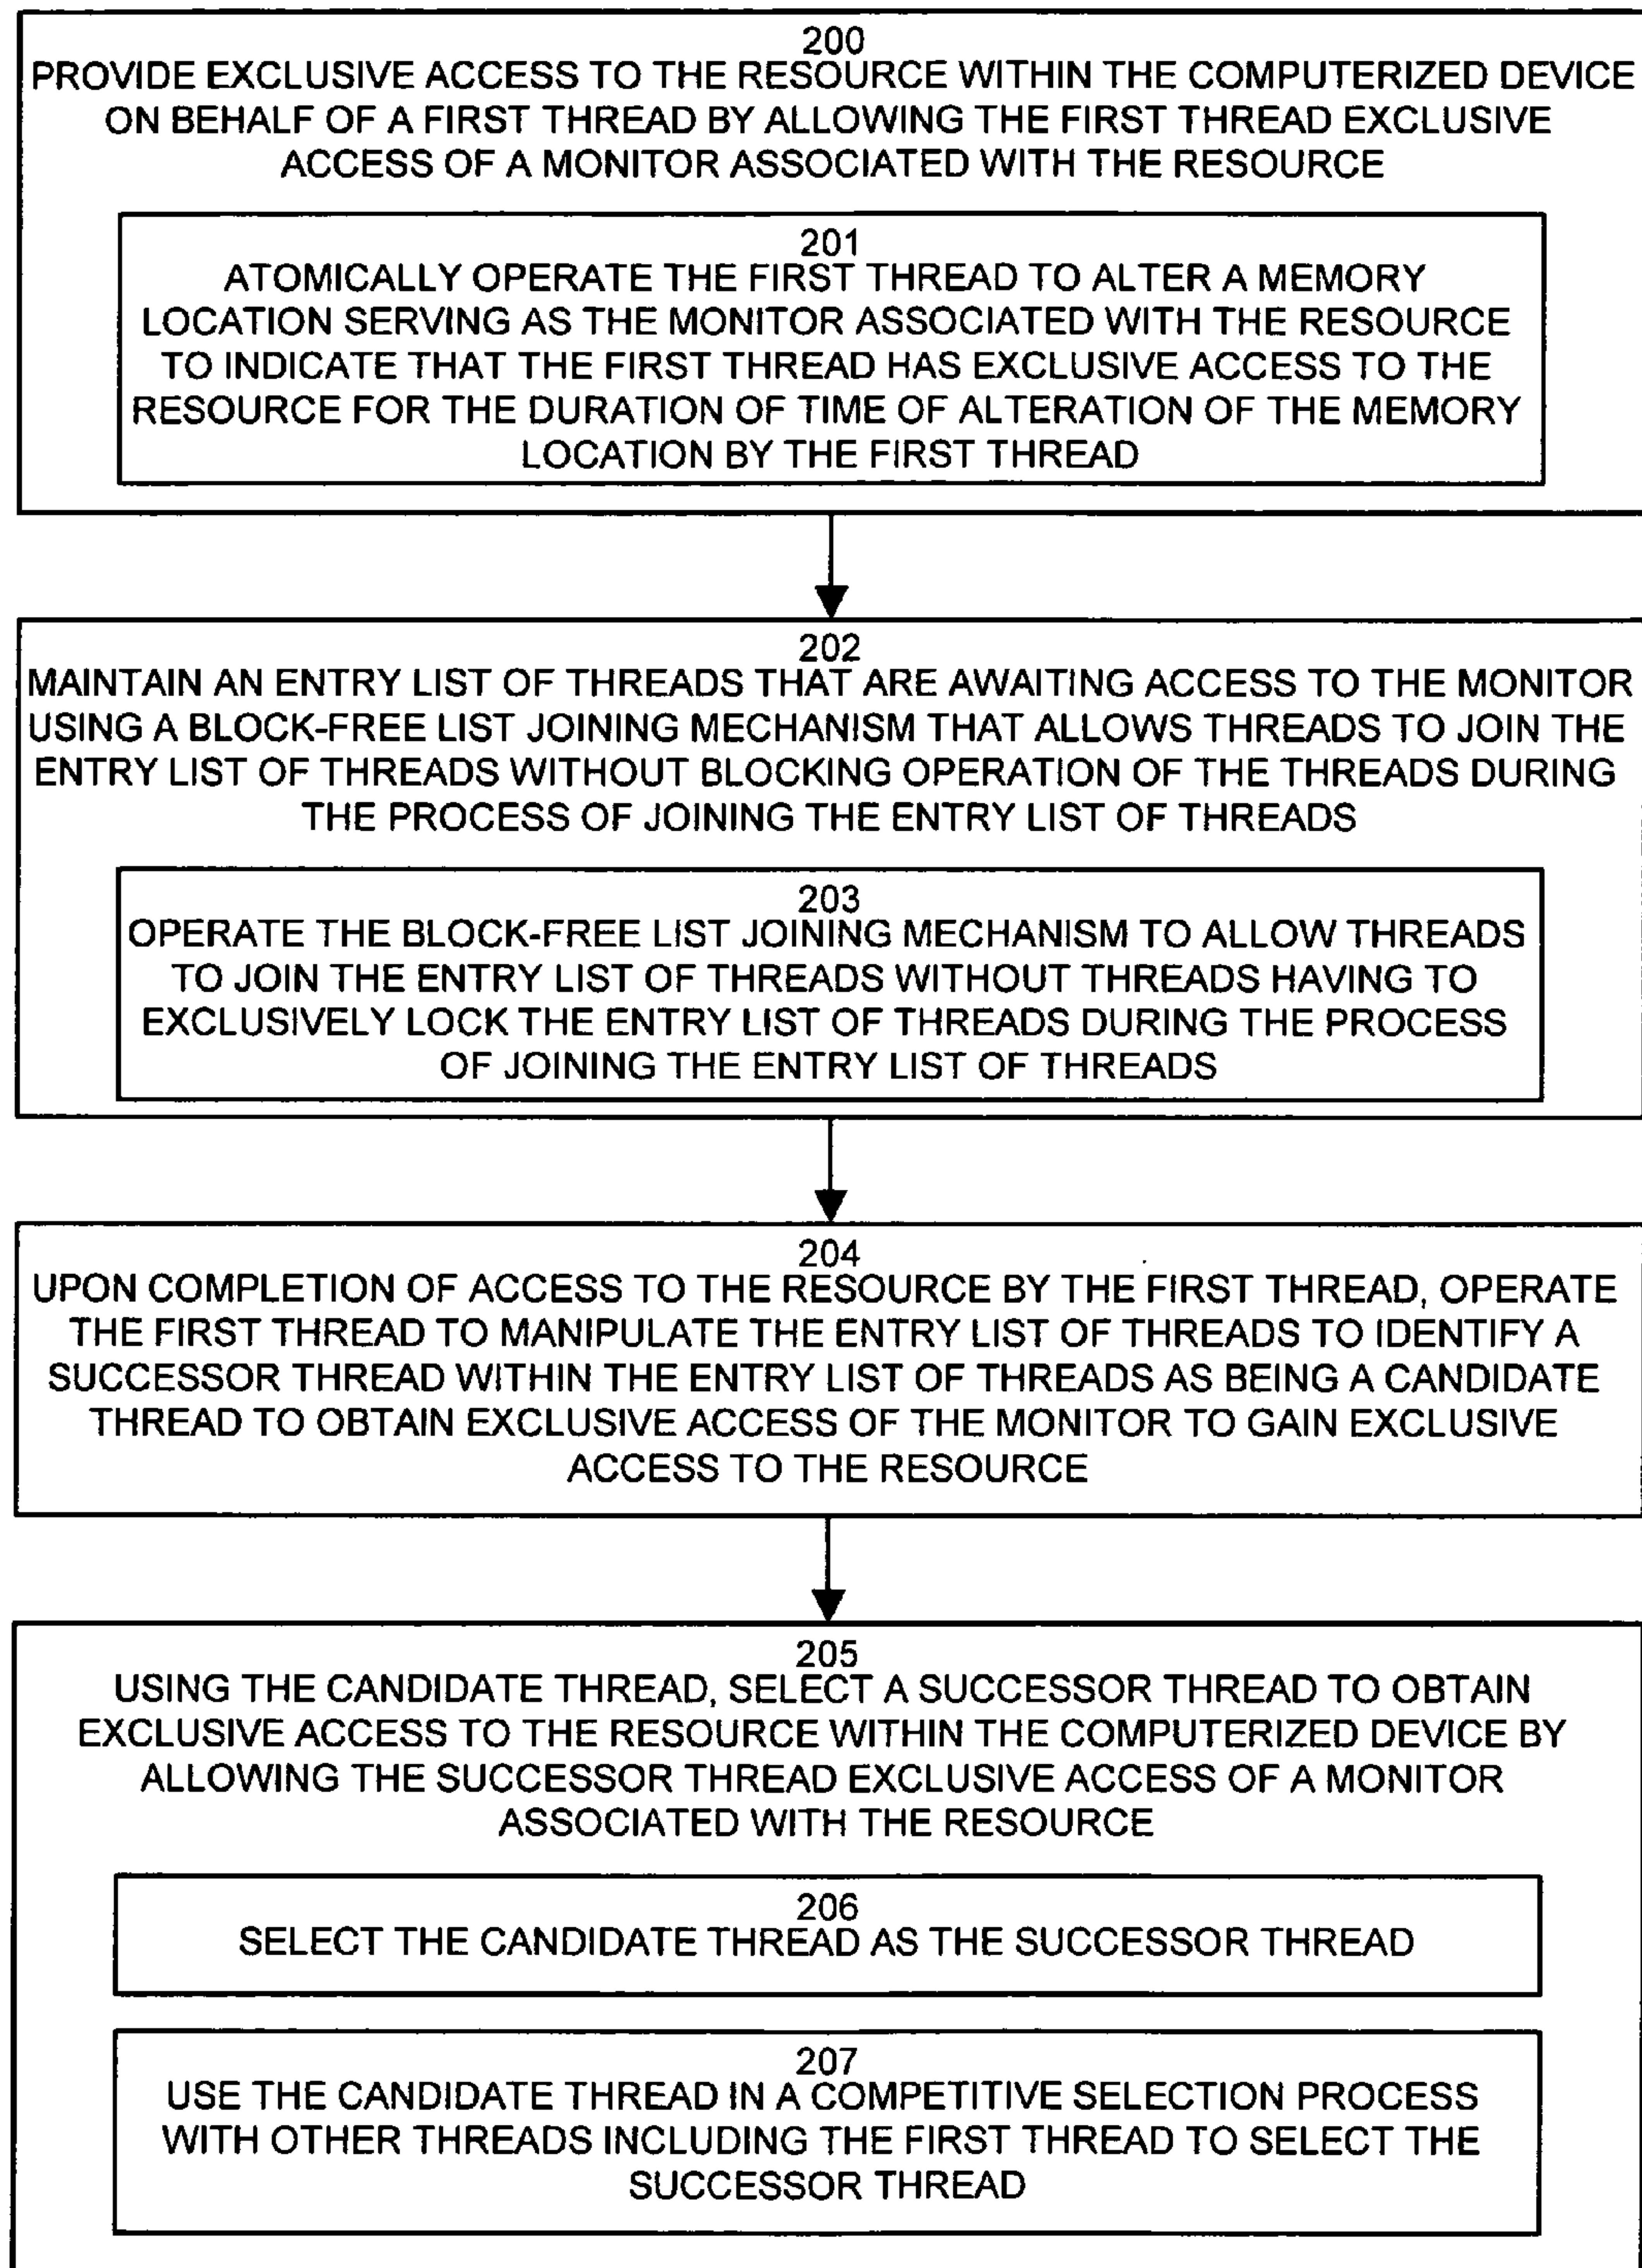 200
PROVIDE EXCLUSIVE ACCESS TO THE RESOURCE WITHIN THE COMPUTERIZED DEVICE
ON BEHALF OF A FIRST THREAD BY ALLOWING THE FIRST THREAD EXCLUSIVE
ACCESS OF A MONITOR ASSOCIATED WITH THE RESOURCE
201
ATOMICALLY OPERATE THE FIRST THREAD TO ALTER A MEMORY
LOCATION SERVING AS THE MONITOR ASSOCIATED WITH THE RESOURCE
TO INDICATE THAT THE FIRST THREAD HAS EXCLUSIVE ACCESS TO THE
RESOURCE FOR THE DURATION OF TIME OF ALTERATION OF THE MEMORY
LOCATION BY THE FIRST THREAD
202
MAINTAIN AN ENTRY LIST OF THREADS THAT ARE AWAITING ACCESS TO THE MONITOR
USING A BLOCK-FREE LIST JOINING MECHANISM THAT ALLOWS THREADS TO JOIN THE
ENTRY LIST OF THREADS WITHOUT BLOCKING OPERATION OF THE THREADS DURING
THE PROCESS OF JOINING THE ENTRY LIST OF THREADS
203
OPERATE THE BLOCK-FREE LIST JOINING MECHANISM TO ALLOW THREADS
TO JOIN THE ENTRY LIST OF THREADS WITHOUT THREADS HAVING TO
EXCLUSIVELY LOCK THE ENTRY LIST OF THREADS DURING THE PROCESS
OF JOINING THE ENTRY LIST OF THREADS
204
UPON COMPLETION OF ACCESS TO THE RESOURCE BY THE FIRST THREAD, OPERATE
THE FIRST THREAD TO MANIPULATE THE ENTRY LIST OF THREADS TO IDENTIFY A
SUCCESSOR THREAD WITHIN THE ENTRY LIST OF THREADS AS BEING A CANDIDATE
THREAD TO OBTAIN EXCLUSIVE ACCESS OF THE MONITOR TO GAIN EXCLUSIVE
ACCESS TO THE RESOURCE
205
USING THE CANDIDATE THREAD, SELECT A SUCCESSOR THREAD TO OBTAIN
EXCLUSIVE ACCESS TO THE RESOURCE WITHIN THE COMPUTERIZED DEVICE BY
ALLOWING THE SUCCESSOR THREAD EXCLUSIVE ACCESS OF A MONITOR
ASSOCIATED WITH THE RESOURCE
206
SELECT THE CANDIDATE THREAD AS THE SUCCESSOR THREAD
207
USE THE CANDIDATE THREAD IN A COMPETITIVE SELECTION PROCESS
WITH OTHER THREADS INCLUDING THE FIRST THREAD TO SELECT THE
SUCCESSOR THREAD